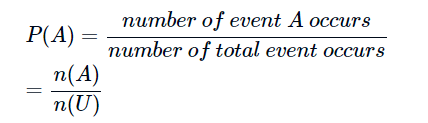 P(A) = number of event A occurs / number of total event occurs
= n(A) / n(U)